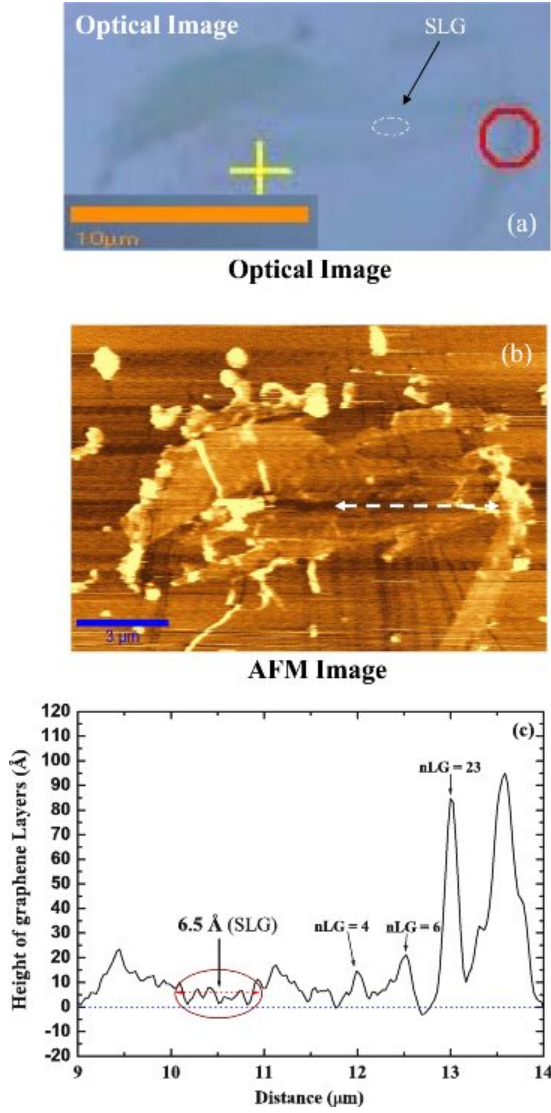 Optical Image
SLG
10µm
(a)
Optical Image
(b)
3 µm
AFM Image
120
110
100
90
80
70
60
50
40
30
20
10
0
-10
-20
Height of graphene Layers (Å)
(c)
nLG = 23
6.5 Å (SLG)
nLG = 4
nLG = 6
9
10
11
12
13
14
Distance (µm)